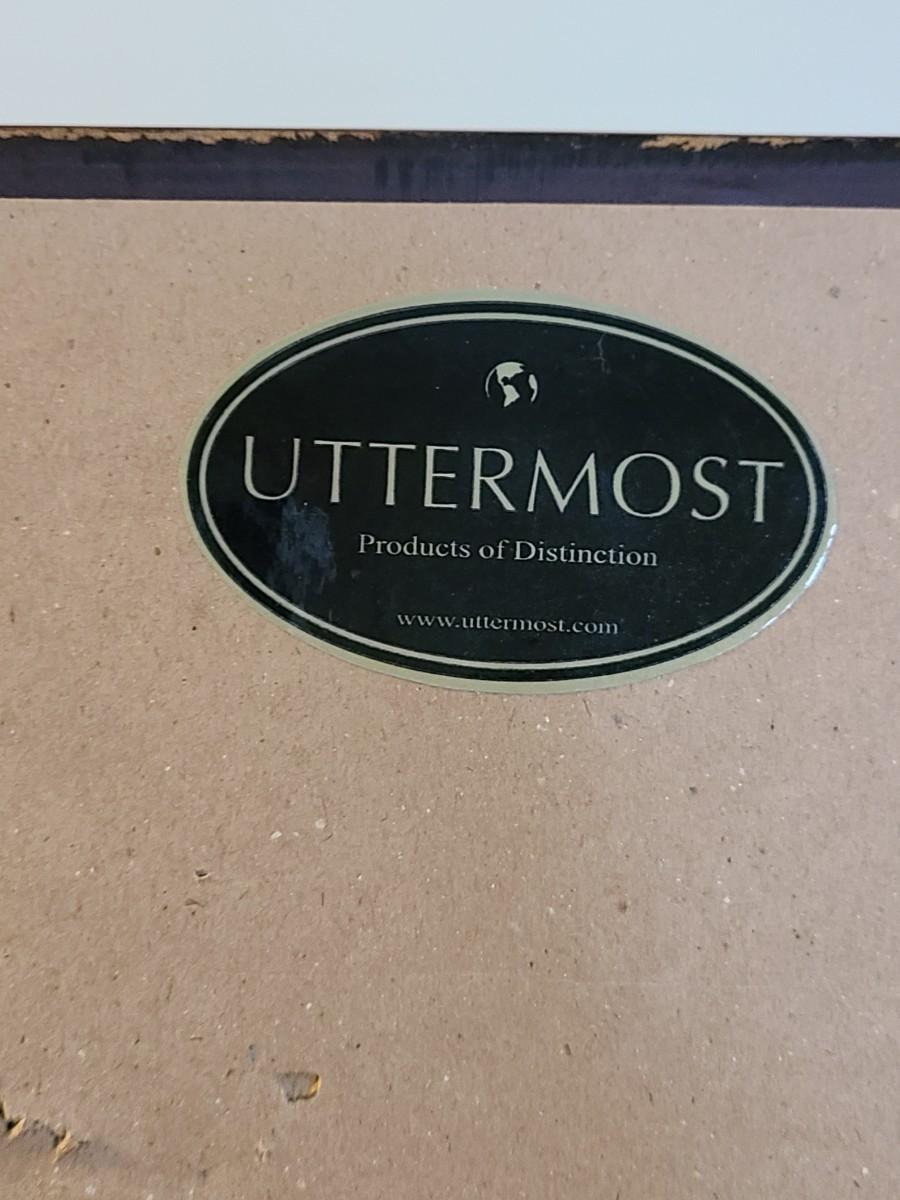 UTTERMOST
Products of Distinction
www.uttermost.com